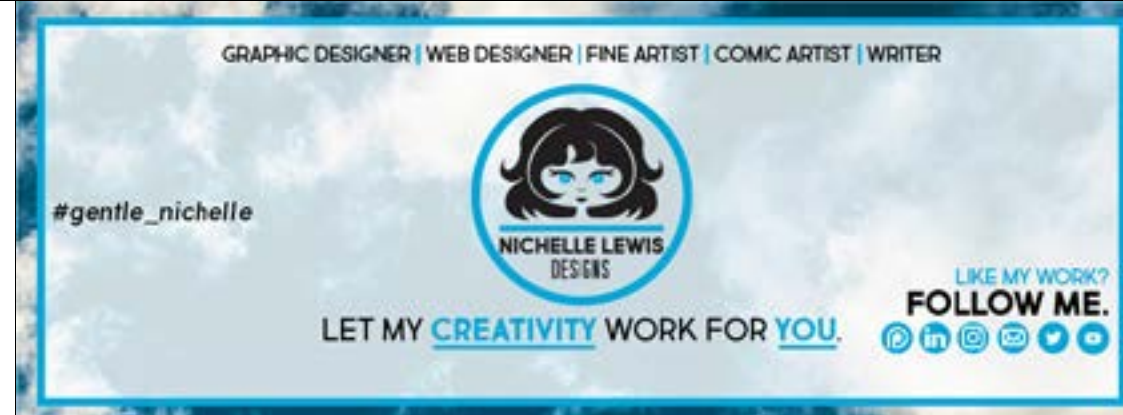 GRAPHIC DESIGNER | WEB DESIGNER | FINE ARTIST | COMIC ARTIST | WRITER
#gentle_nichelle
NICHELLE LEWIS
DESIGNS
LET MY CREATIVITY WORK FOR YOU.
LIKE MY WORK?
FOLLOW ME.